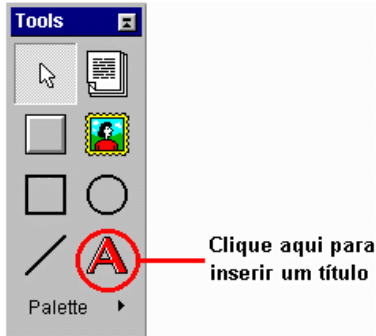 Tools
A
Clique aqui para
inserir um título
Palette